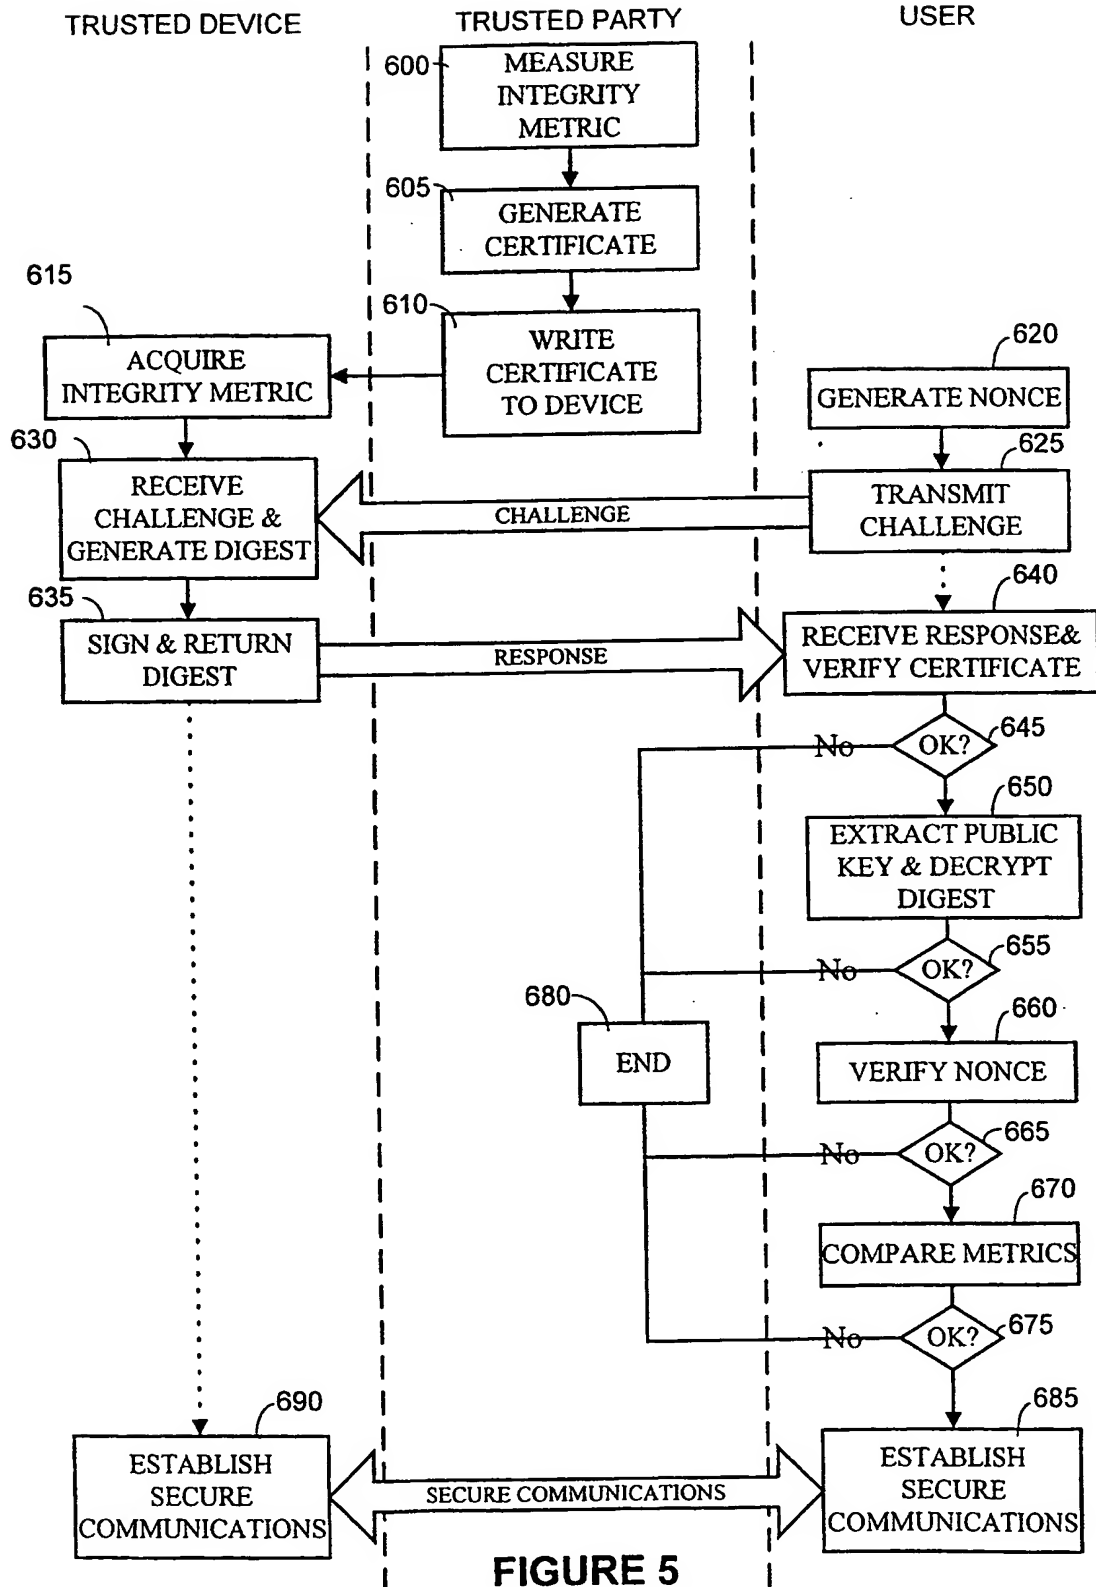 TRUSTED DEVICE
TRUSTED PARTY
USER
600
MEASURE
INTEGRITY
METRIC
605
GENERATE
CERTIFICATE
610
WRITE
CERTIFICATE
TO DEVICE
615
ACQUIRE
INTEGRITY METRIC
620
GENERATE NONCE
625
TRANSMIT
CHALLENGE
CHALLENGE
630
RECEIVE
CHALLENGE &
GENERATE DIGEST
635
SIGN & RETURN
DIGEST
RESPONSE
640
RECEIVE RESPONSE&
VERIFY CERTIFICATE
645
OK?
No
650
EXTRACT PUBLIC
KEY & DECRYPT
DIGEST
655
OK?
No
680
END
660
VERIFY NONCE
665
OK?
No
670
COMPARE METRICS
675
OK?
No
690
ESTABLISH
SECURE
COMMUNICATIONS
SECURE COMMUNICATIONS
685
ESTABLISH
SECURE
COMMUNICATIONS
FIGURE 5